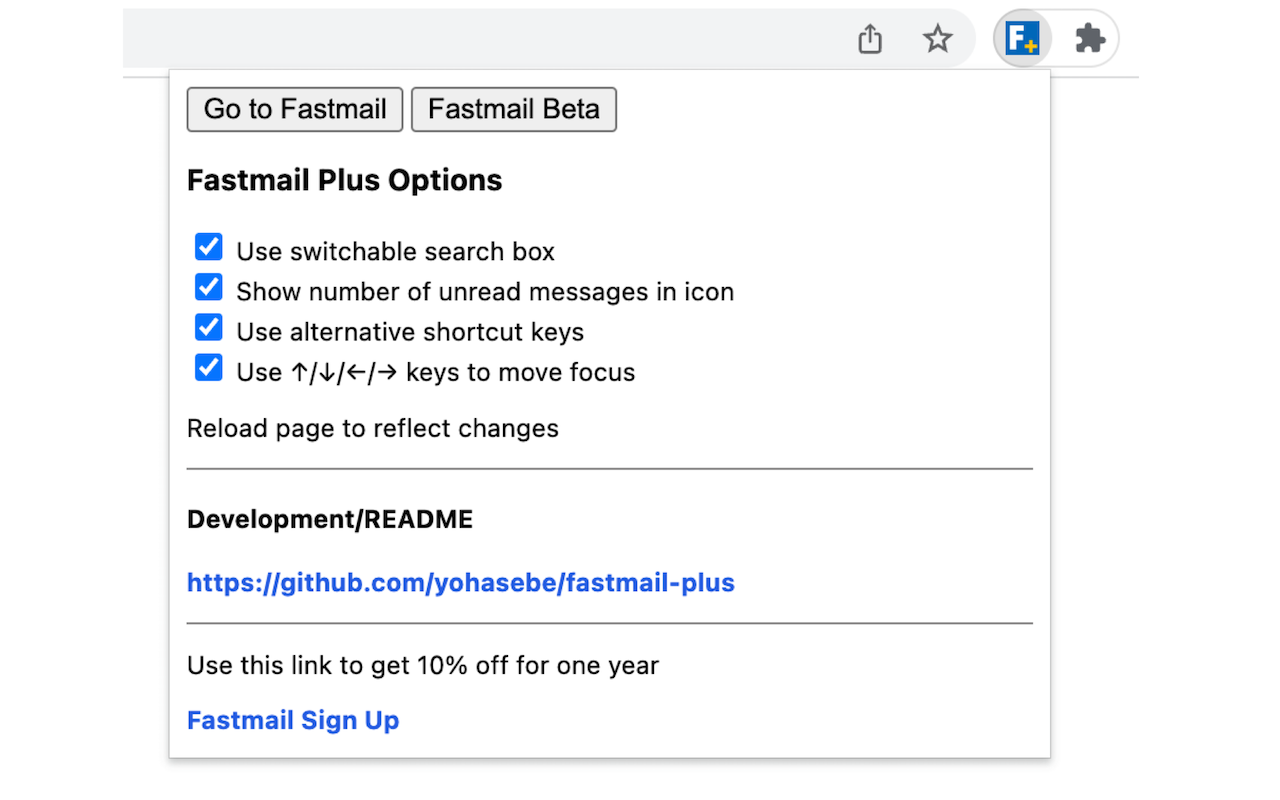 F+
Go to Fastmail Fastmail Beta
Fastmail Plus Options
Use switchable search box
Show number of unread messages in icon
Use alternative shortcut keys
Use ↑/↓/←/→ keys to move focus
Reload page to reflect changes
Development/README
https://github.com/yohasebe/fastmail-plus
Use this link to get 10% off for one year
Fastmail Sign Up